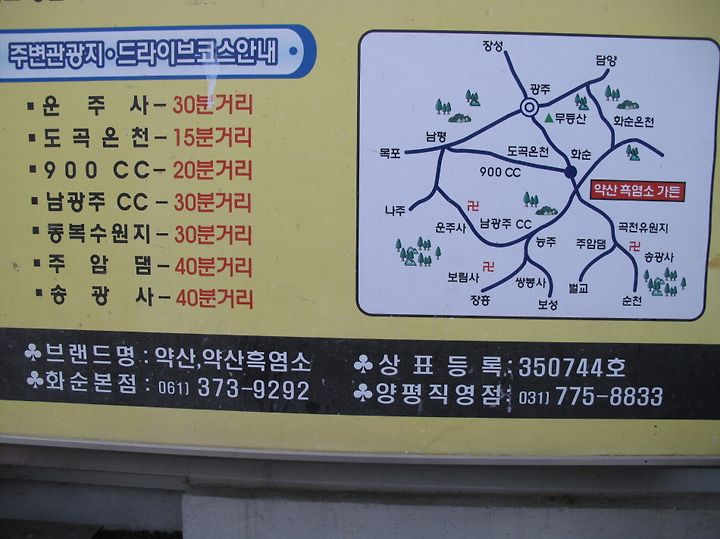 주변관광지·드라이브코스안내
▪ 운 주 사 - 30분거리
▪ 도곡온천 - 15분거리
▪ 900 CC - 20분거리
▪ 남광주 CC - 30분거리
▪ 동복수원지 - 30분거리
▪ 주 암 댐 - 40분거리
▪ 송 광 사 - 40분거리
장성
담양
광주
▲무등산
화순온천
남평
목포
도곡온천
화순
900 CC
약산 흑염소 가든
나주
운주사
남광주 CC
곡천유원지
능주
주암댐
송광사
보림사
쌍봉사
벌교
장흥
보성
순천
♣브랜드명 : 약산,약산흑염소
♣상 표 등 록 : 350744호
♣화순본점 : (061) 373-9292
♣양평직영점 : (031) 775-8833